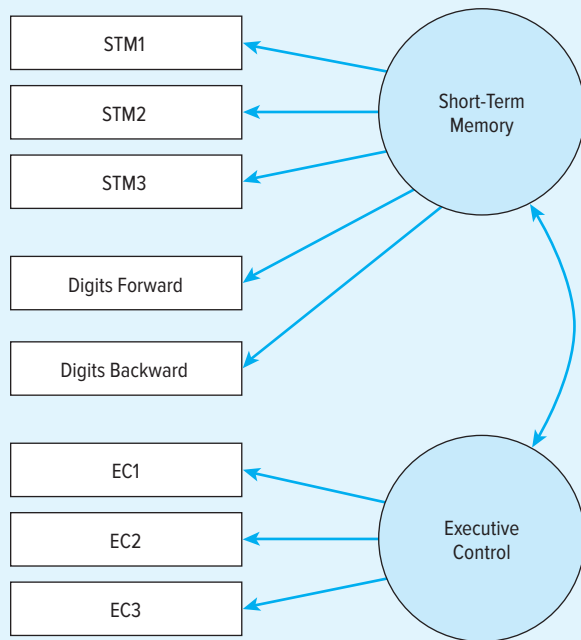 STM1
STM2
STM3
Digits Forward
Digits Backward
EC1
EC2
EC3
Short-Term
Memory
Executive
Control